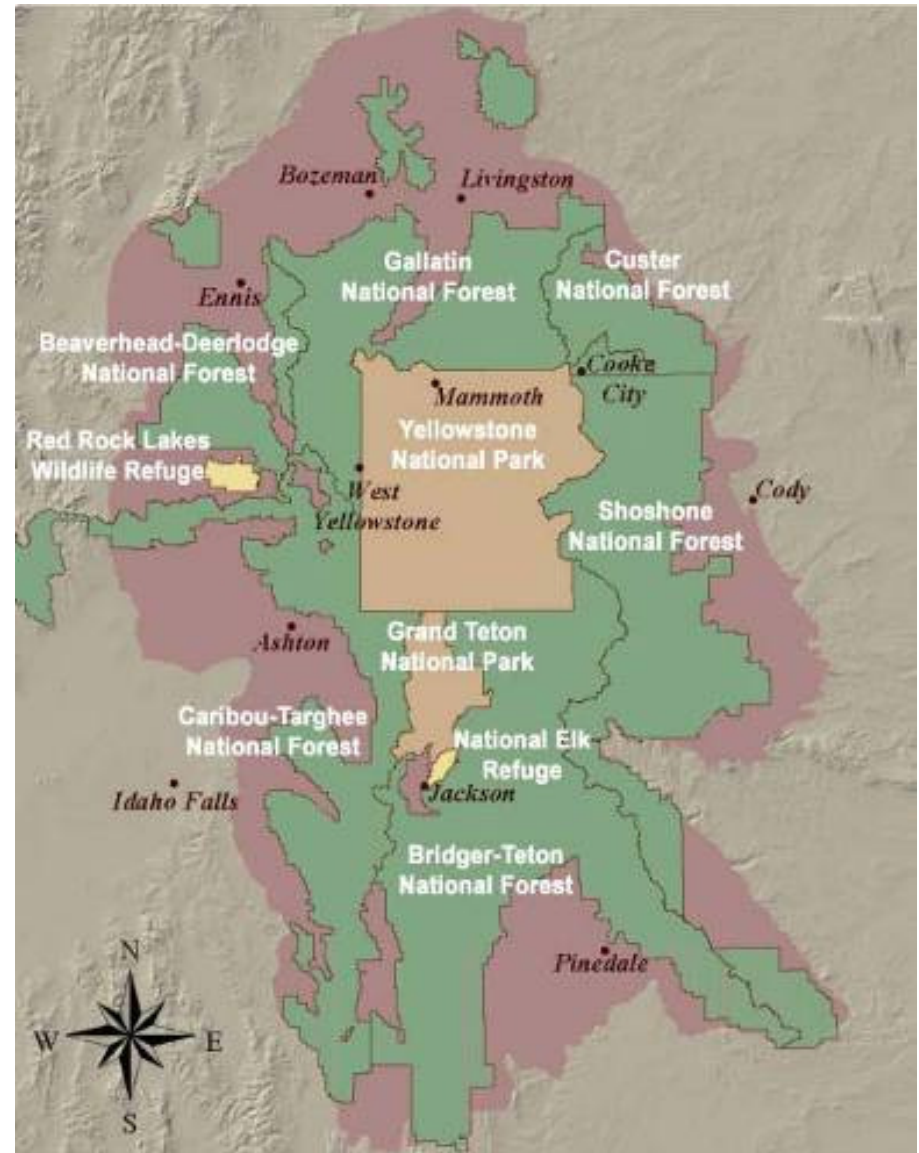 Bozeman
Livingston
Gallatin
National Forest
Custer
National Forest
Ennis
Beaverhead-Deerlodge
National Forest
Cooke
City
Mammoth
Yellowstone
National Park
Red Rock Lakes
Wildlife Refuge
West
Yellowstone
Cody
Shoshone
National Forest
Ashton
Grand Teton
National Park
Caribou-Targhee
National Forest
National Elk
Refuge
Idaho Falls
Jackson
Bridger-Teton
National Forest
Pinedale
N
W
E
S